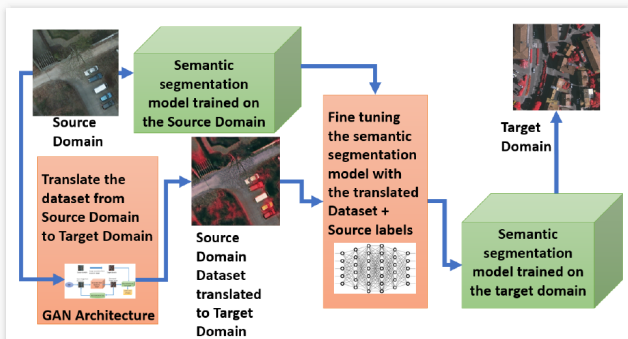 Source
Domain
Semantic
segmentation
model trained on
the Source Domain
Translate the
dataset from
Source Domain
to Target Domain
GAN Architecture
Source
Domain
Dataset
translated
to Target
Domain
Fine tuning
the semantic
segmentation
model with
the translated
Dataset +
Source labels
Semantic
segmentation
model trained on
the target domain
Target
Domain